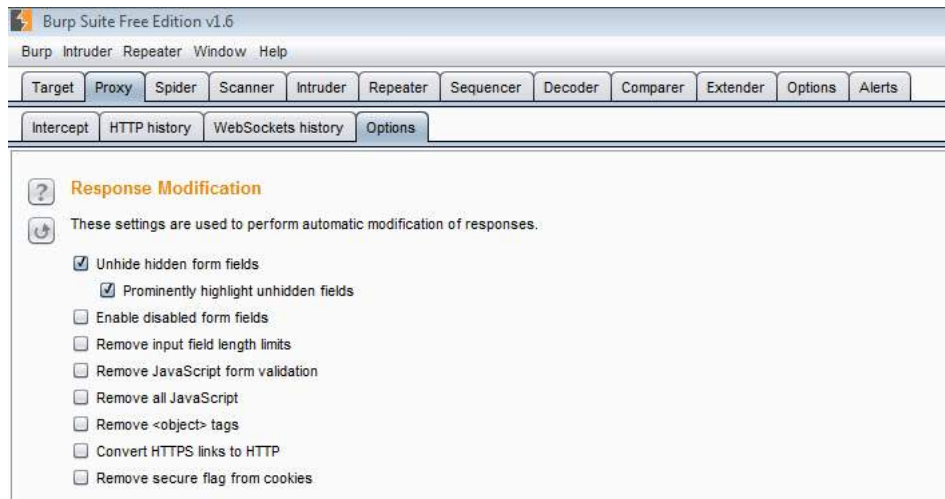 Burp Suite Free Edition v1.6
Burp Intruder Repeater Window Help
Target Proxy Spider Scanner Intruder Repeater Sequencer Decoder Comparer Extender Options Alerts
Intercept HTTP history WebSockets history Options
? Response Modification
These settings are used to perform automatic modification of responses.
Unhide hidden form fields
Prominently highlight unhidden fields
Enable disabled form fields
Remove input field length limits
Remove JavaScript form validation
Remove all JavaScript
Remove <object> tags
Convert HTTPS links to HTTP
Remove secure flag from cookies